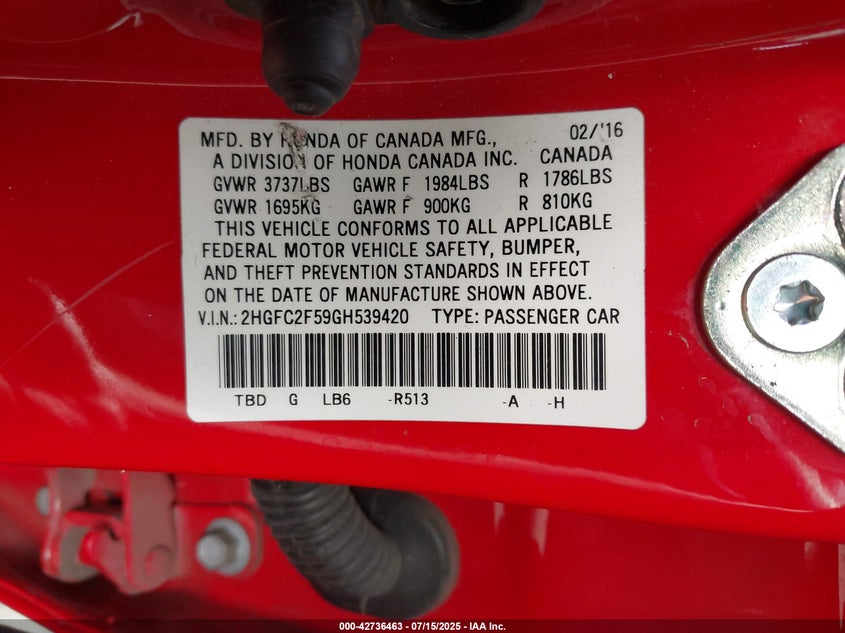 MFD. BY HONDA OF CANADA MFG., 02/'16
A DIVISION OF HONDA CANADA INC. CANADA
GVWR 3737LBS GAWR F 1984LBS R 1786LBS
GVWR 1695KG GAWR F 900KG R 810KG
THIS VEHICLE CONFORMS TO ALL APPLICABLE
FEDERAL MOTOR VEHICLE SAFETY, BUMPER,
AND THEFT PREVENTION STANDARDS IN EFFECT
ON THE DATE OF MANUFACTURE SHOWN ABOVE.
V.I.N.: 2HGFC2F59GH539420 TYPE: PASSENGER CAR
TBD G LB6 -R513 -A -H
000-42736463 - 07/15/2025 - IAA Inc.